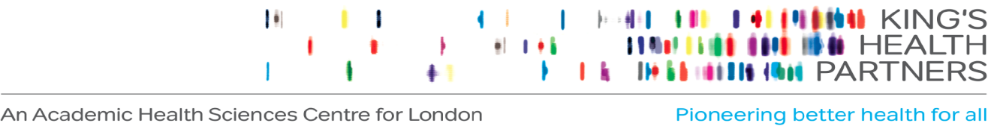 KING'S
HEALTH
PARTNERS
An Academic Health Sciences Centre for London
Pioneering better health for all